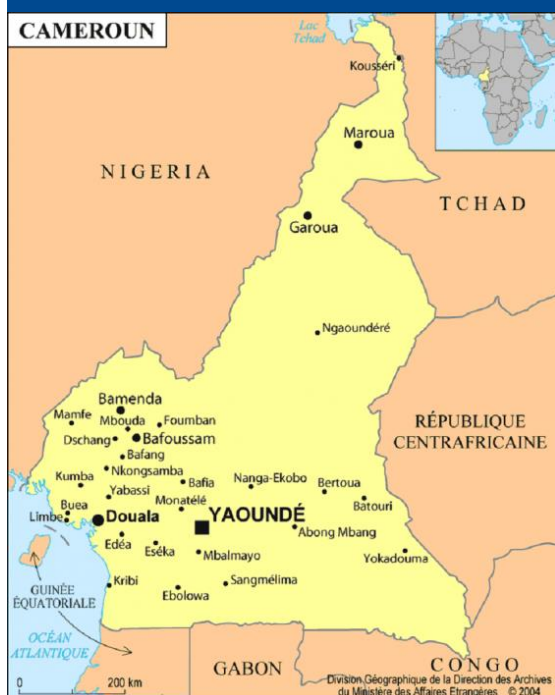 CAMEROUN
Lac
Tchad
Kousséri
Maroua
NIGERIA
TCHAD
Garoua
Ngaoundéré
Bamenda
Mamfe
Mbouda
Foumban
Dschang
Bafoussam
Bafang
RÉPUBLIQUE
CENTRAFRICAINE
Nkongsamba
Kumba
Bafia
Nanga-Ekobo
Bertoua
Yabassi
Monatélé
Batouri
Buea
Limbe
Douala
YAOUNDÉ
Abong Mbang
Edéa
Eséka
Mbalmayo
Yokadouma
Kribi
Ebolowa
Sangmélima
GUINÉE
ÉQUATORIALE
OCÉAN
ATLANTIQUE
GABON
CONGO
0 200 km
Division Géographique de la Direction des Archives
du Ministère des Affaires Etrangères © 2004